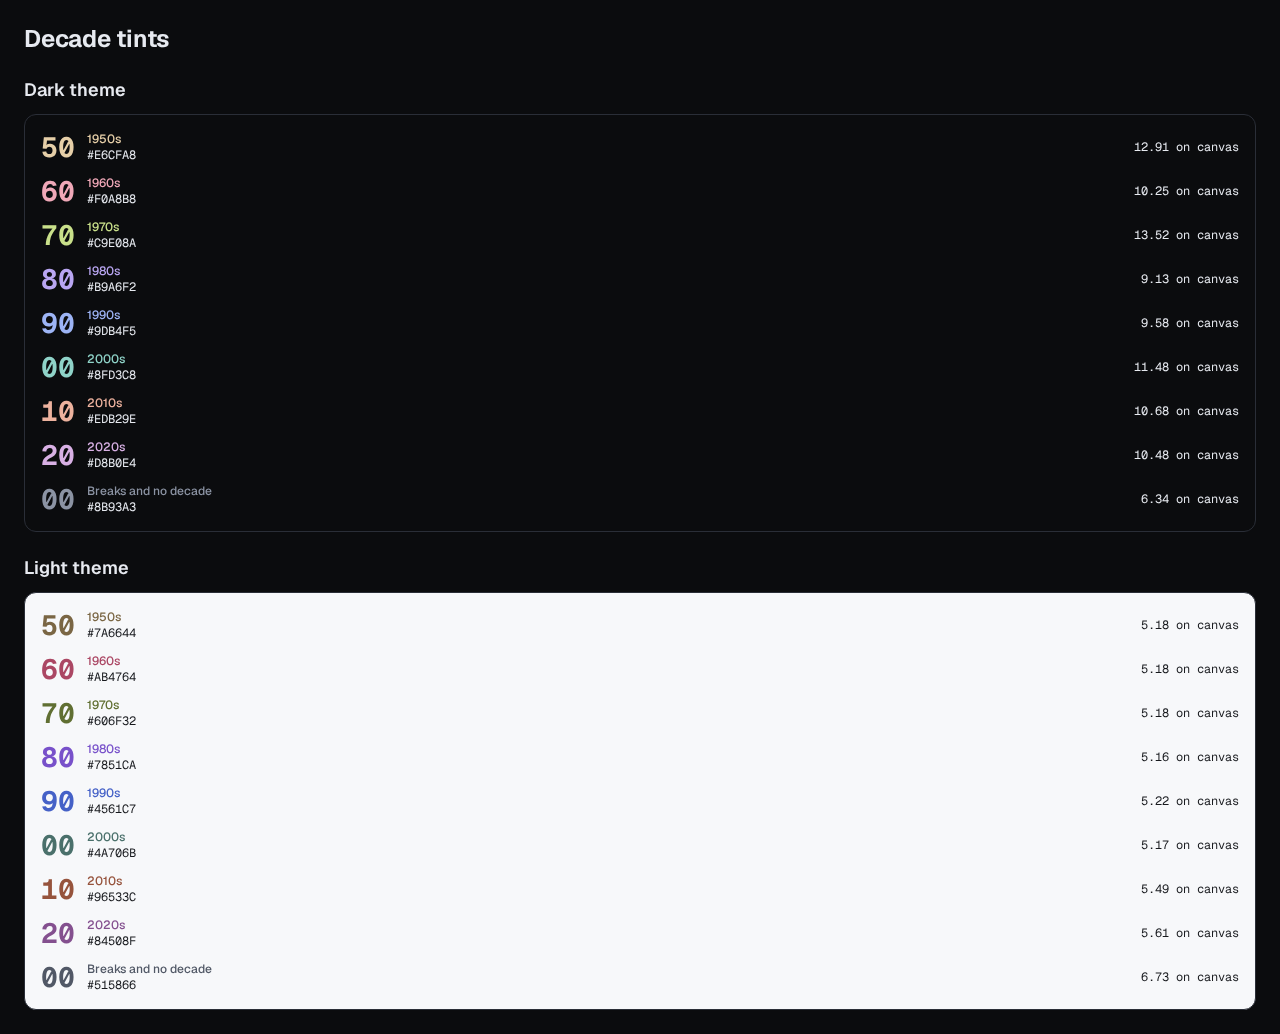 Decade tints
Dark theme
50
1950s
#E6CFA8
12.91 on canvas
60
1960s
#F0A8B8
10.25 on canvas
70
1970s
#C9E08A
13.52 on canvas
80
1980s
#B9A6F2
9.13 on canvas
90
1990s
#9DB4F5
9.58 on canvas
00
2000s
#8FD3C8
11.48 on canvas
10
2010s
#EDB29E
10.68 on canvas
20
2020s
#D8B0E4
10.48 on canvas
00
Breaks and no decade
#8B93A3
6.34 on canvas
Light theme
50
1950s
#7A6644
5.18 on canvas
60
1960s
#AB4764
5.18 on canvas
70
1970s
#606F32
5.18 on canvas
80
1980s
#7851CA
5.16 on canvas
90
1990s
#4561C7
5.22 on canvas
00
2000s
#4A706B
5.17 on canvas
10
2010s
#96533C
5.49 on canvas
20
2020s
#84508F
5.61 on canvas
00
Breaks and no decade
#515866
6.73 on canvas